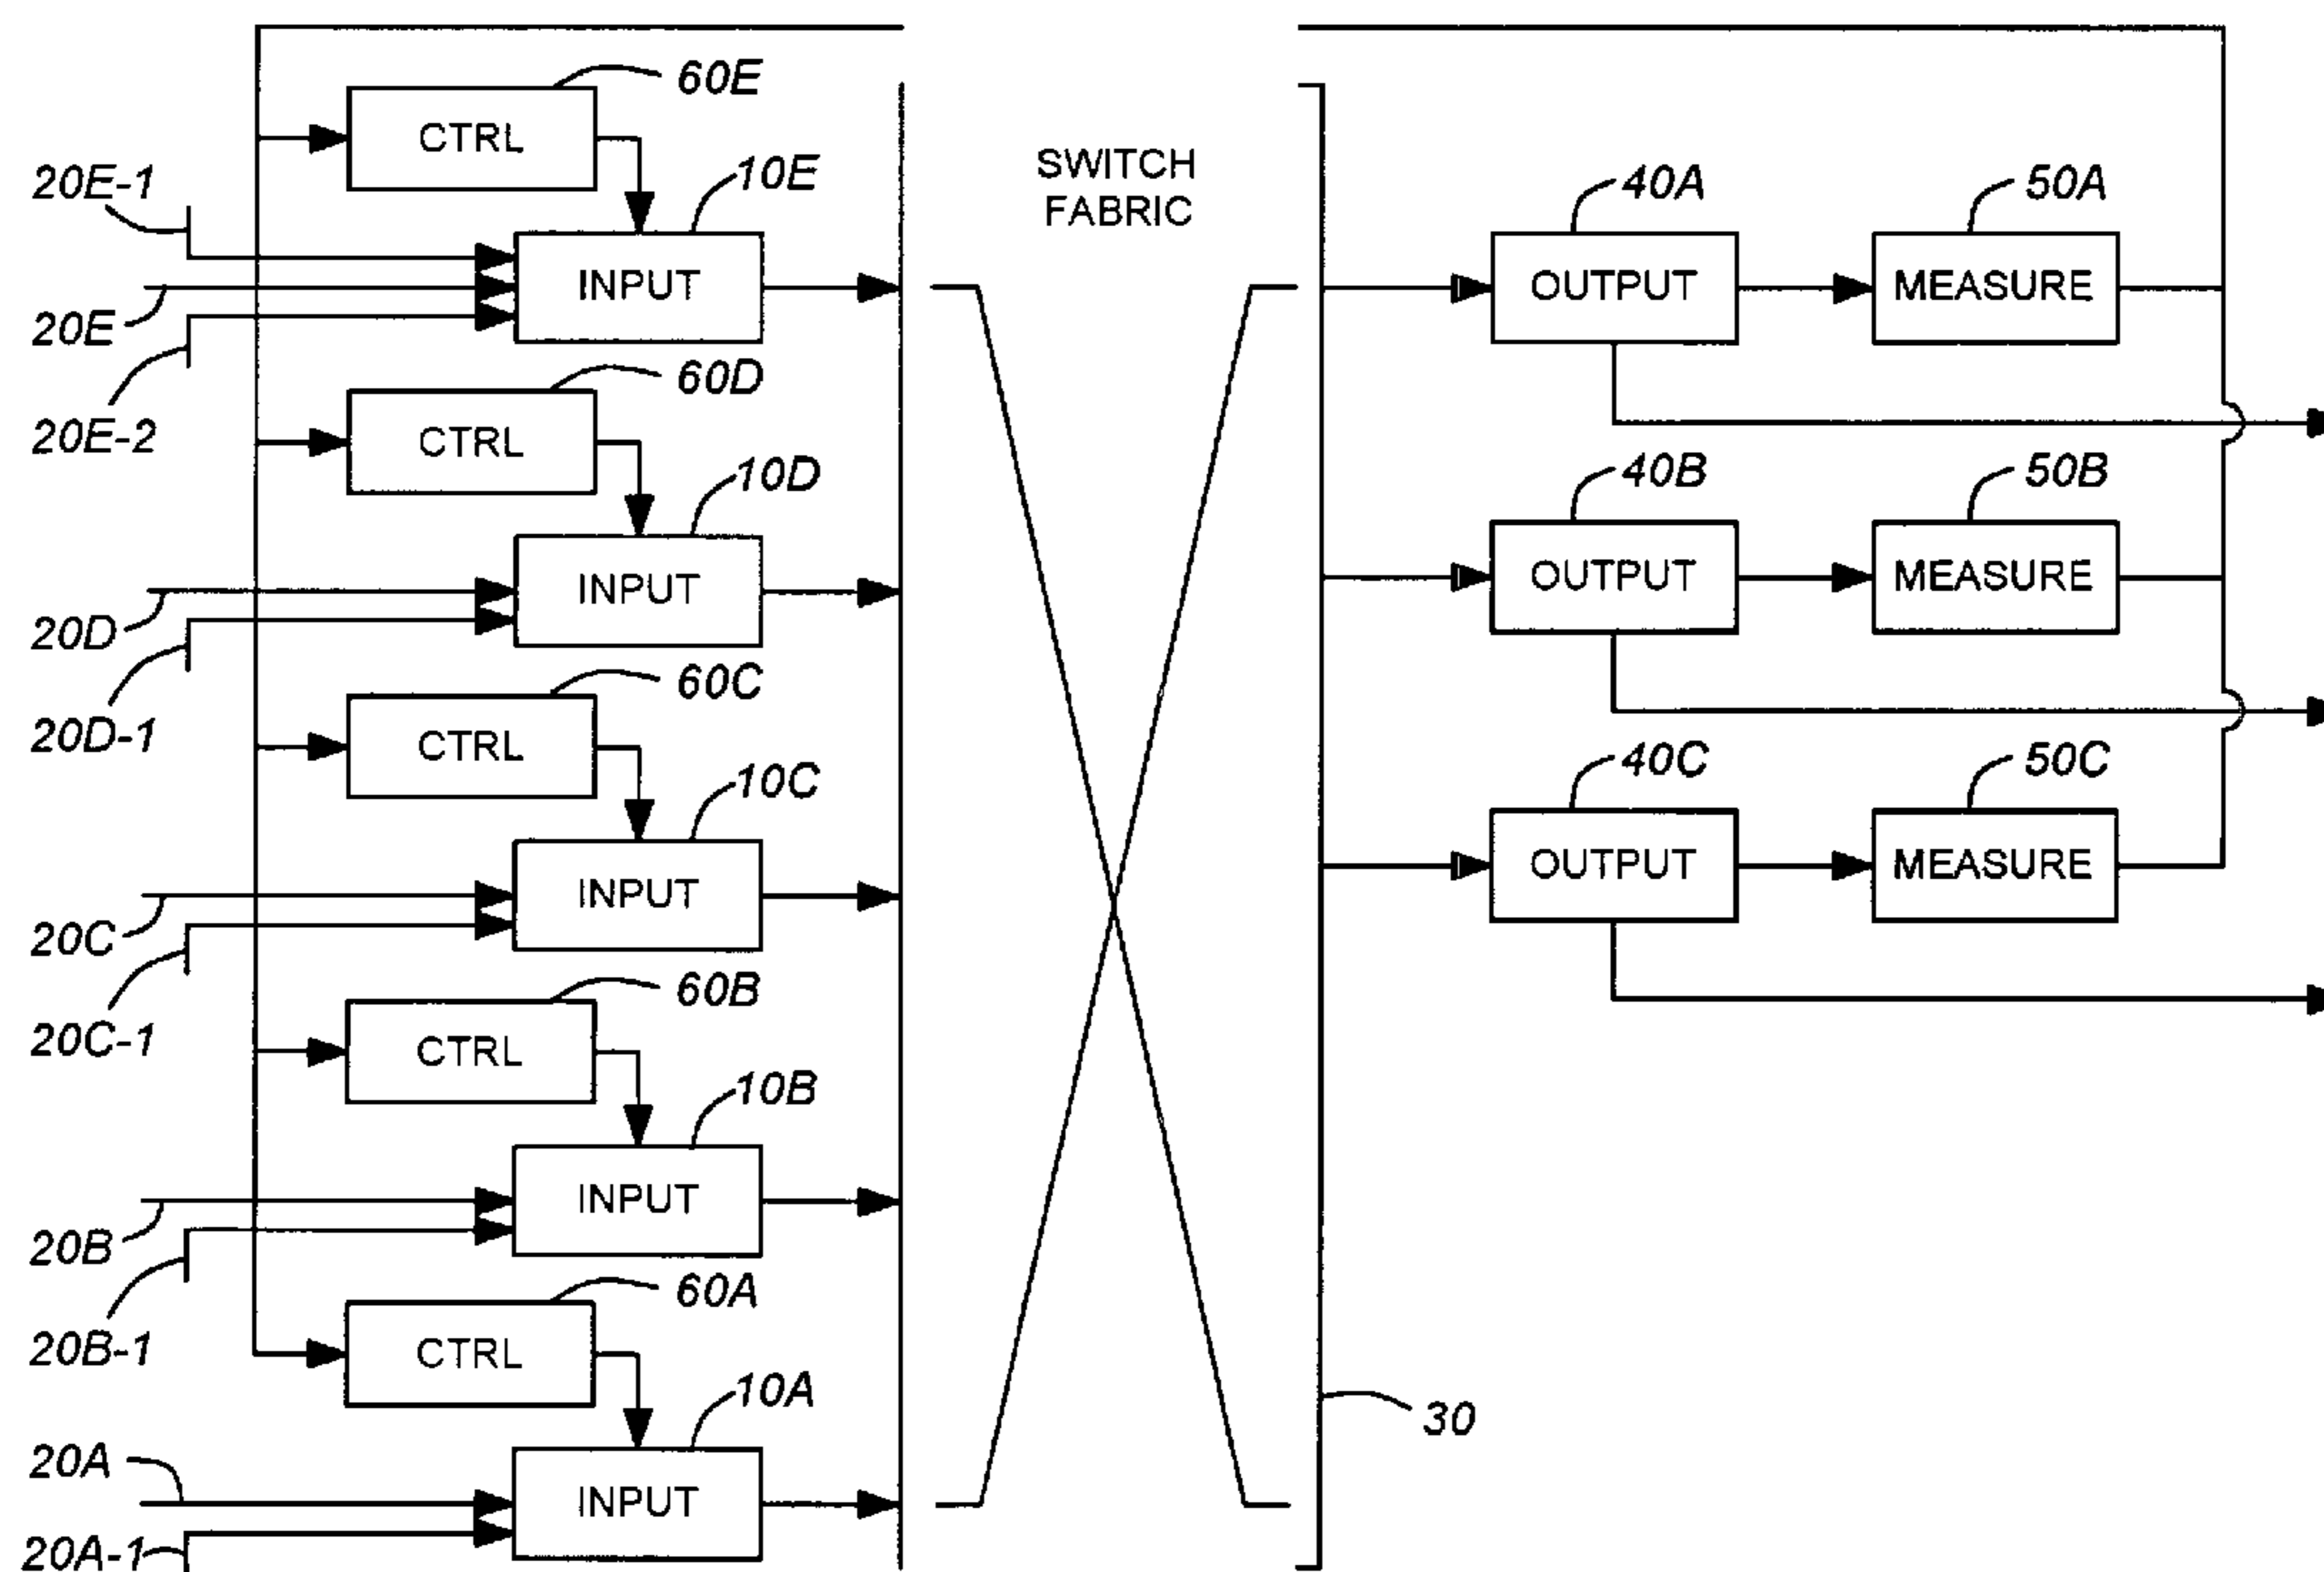 60E
CTRL
20E-1
10E
INPUT
20E
20E-2
60D
CTRL
10D
INPUT
20D
20D-1
60C
CTRL
10C
INPUT
20C
20C-1
60B
CTRL
10B
INPUT
20B
20B-1
60A
CTRL
10A
INPUT
20A
20A-1
SWITCH
FABRIC
30
40A
OUTPUT
50A
MEASURE
40B
OUTPUT
50B
MEASURE
40C
OUTPUT
50C
MEASURE